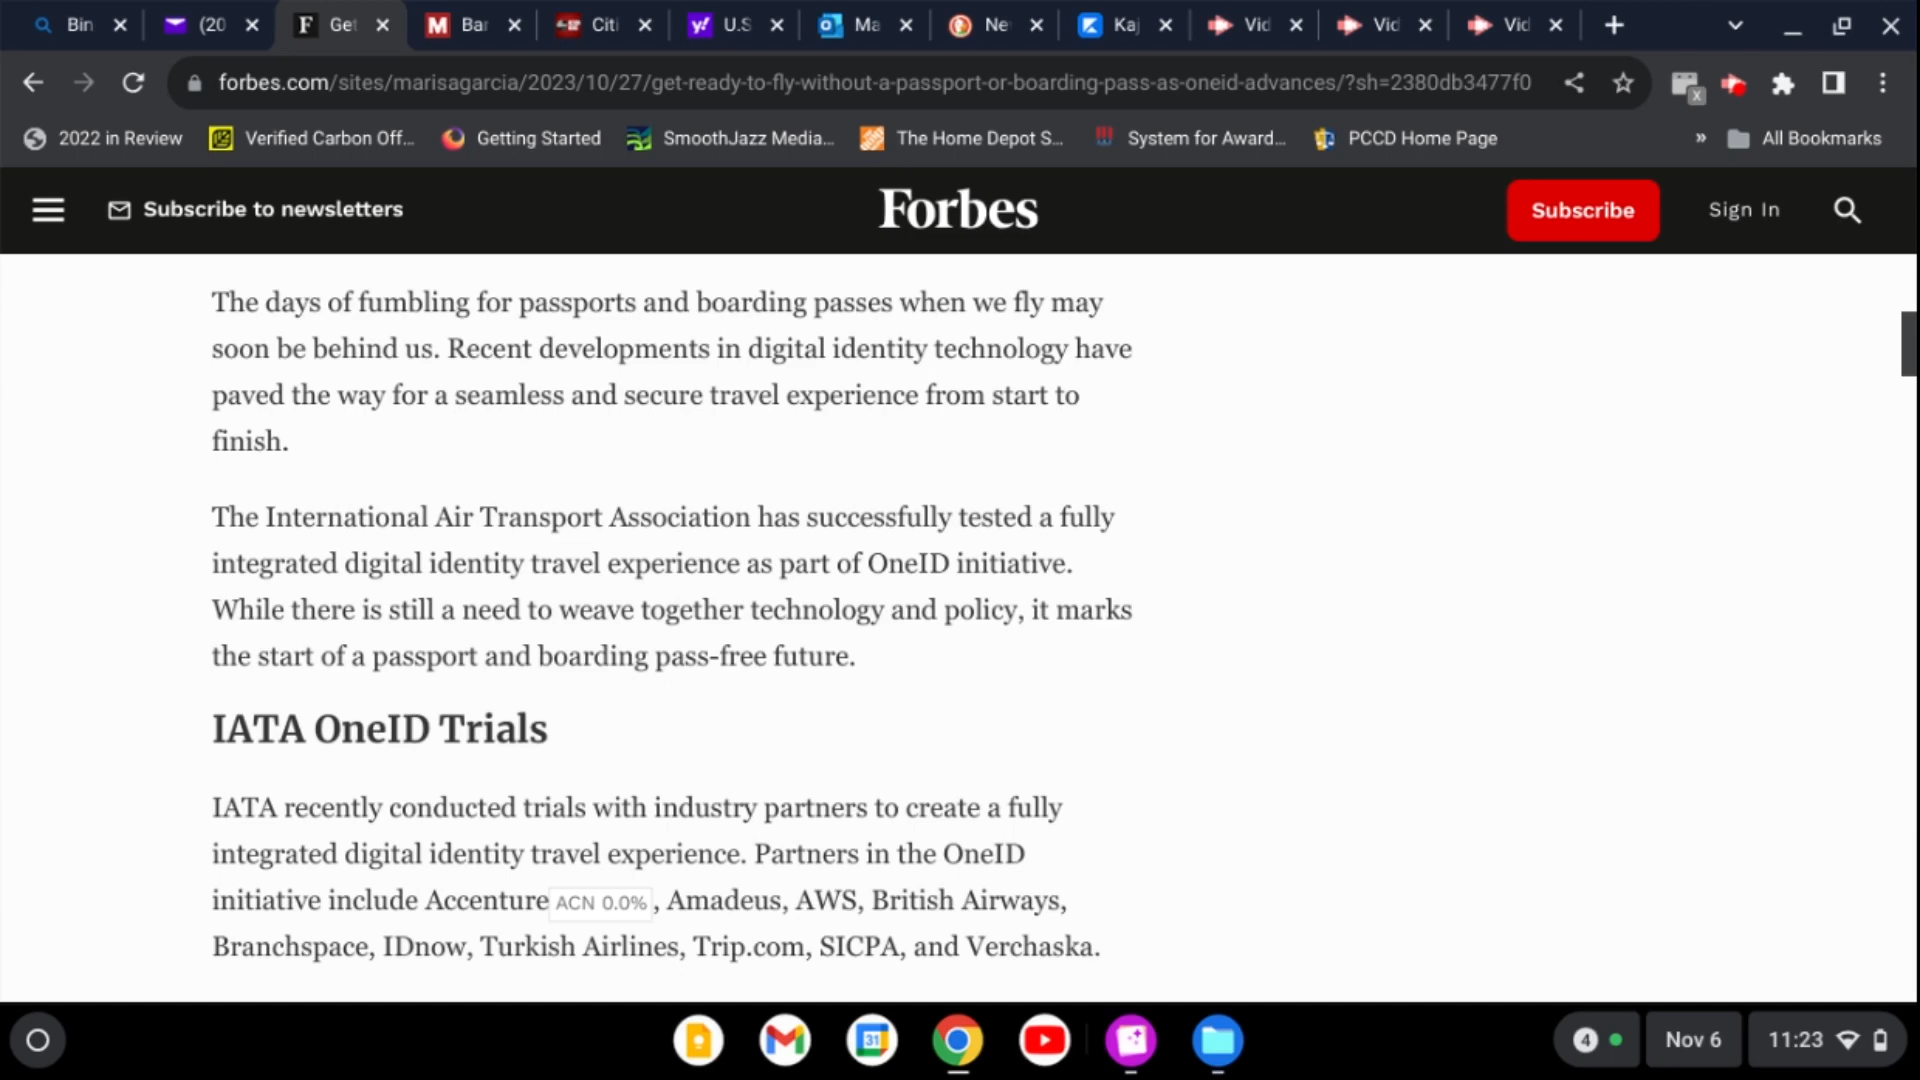 Bin
(20
Get
Bar
Citi
U.S
Ma
Ne
Kaj
Vid
Vid
Vid
forbes.com/sites/marisagarcia/2023/10/27/get-ready-to-fly-without-a-passport-or-boarding-pass-as-oneid-advances/?sh=2380db3477f0
2022 in Review
Verified Carbon Off...
Getting Started
SmoothJazz Media...
The Home Depot S...
System for Award...
PCCD Home Page
»
All Bookmarks
Subscribe to newsletters
Forbes
Subscribe
Sign In
The days of fumbling for passports and boarding passes when we fly may
soon be behind us. Recent developments in digital identity technology have
paved the way for a seamless and secure travel experience from start to
finish.
The International Air Transport Association has successfully tested a fully
integrated digital identity travel experience as part of OneID initiative.
While there is still a need to weave together technology and policy, it marks
the start of a passport and boarding pass-free future.
IATA OneID Trials
IATA recently conducted trials with industry partners to create a fully
integrated digital identity travel experience. Partners in the OneID
initiative include Accenture ACN 0.0% , Amadeus, AWS, British Airways,
Branchspace, IDnow, Turkish Airlines, Trip.com, SICPA, and Verchaska.
31
4
Nov 6
11:23